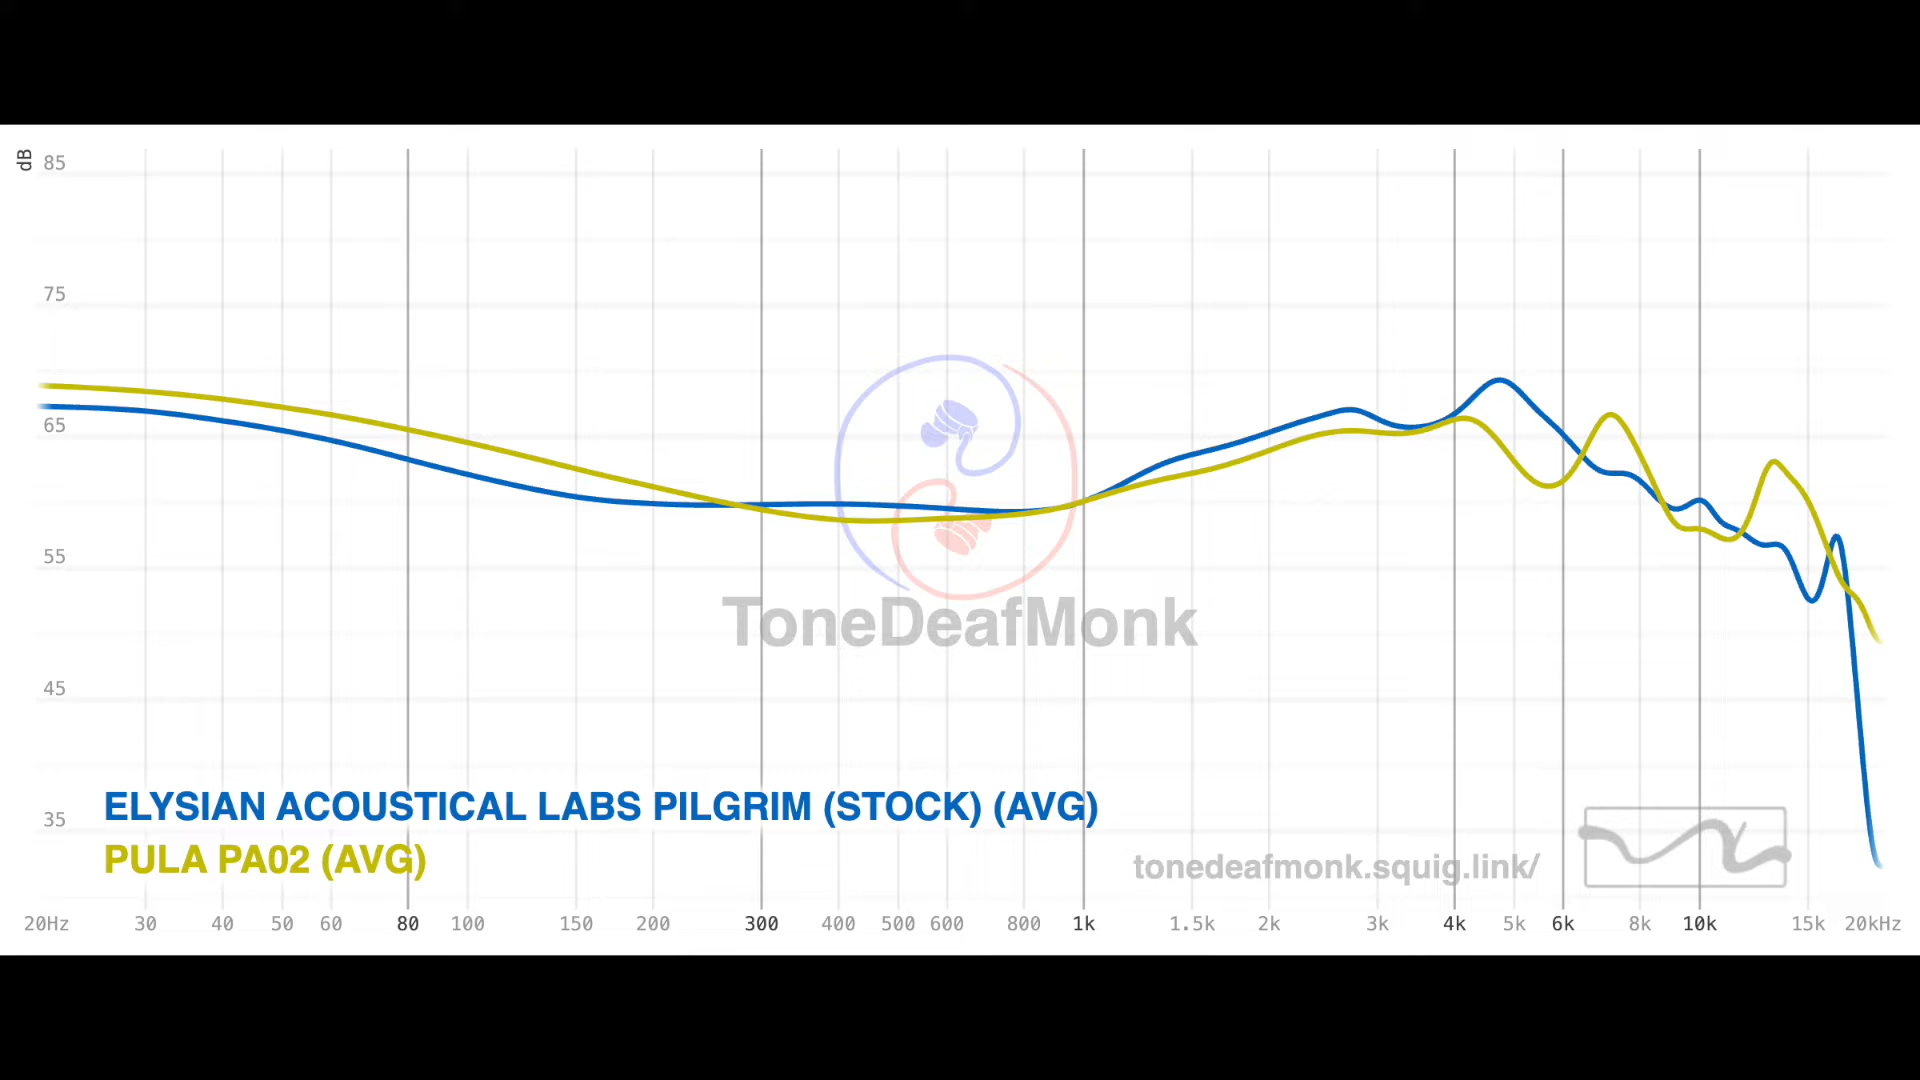 dB
85
75
65
55
45
35
ToneDeafMonk
ELYSIAN ACOUSTICAL LABS PILGRIM (STOCK) (AVG)
PULA PA02 (AVG)
tonedeafmonk.squig.link/
20Hz 30 40 50 60 80 100 150 200 300 400 500 600 800 1k 1.5k 2k 3k 4k 5k 6k 8k 10k 15k 20kHz